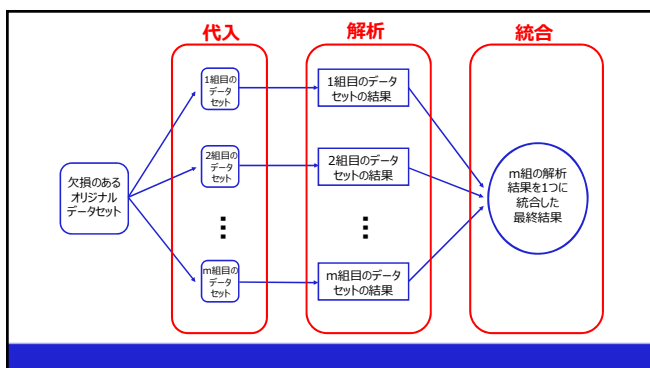 代入
解析
統合
1組目の
データ
セット
1組目のデータ
セットの結果
2組目の
データ
セット
2組目のデータ
セットの結果
欠損のある
オリジナル
データセット
m組の解析
結果を1つに
統合した
最終結果
⋮
⋮
m組目の
データ
セット
m組目のデータ
セットの結果